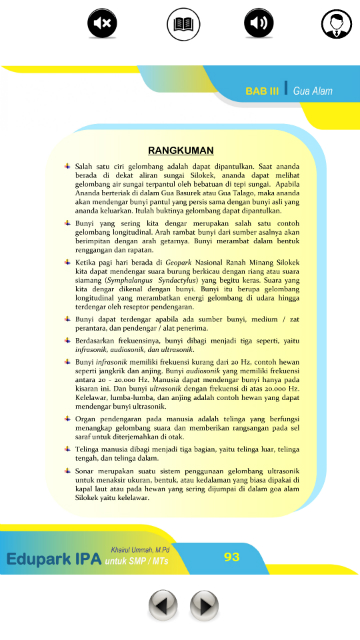 BAB III
Gua Alam
RANGKUMAN
Salah satu ciri gelombang adalah dapat dipantulkan. Saat ananda
berada di dekat aliran sungai Silokek, ananda dapat melihat
gelombang air sungai terpantul oleh bebatuan di tepi sungai. Apabila
Ananda berteriak di dalam Gua Basurek atau Gua Talago, maka ananda
akan mendengar bunyi pantul yang persis sama dengan bunyi asli yang
ananda keluarkan. Itulah buktinya gelombang dapat dipantulkan.
Bunyi yang sering kita dengar merupakan salah satu contoh
gelombang longitudinal. Arah rambat bunyi dari sumber asalnya akan
berimpitan dengan arah getarnya. Bunyi merambat dalam bentuk
renggangan dan rapatan.
Ketika pagi hari berada di Geopark Nasional Ranah Minang Silokek
kita dapat mendengar suara burung berkicau dengan riang atau suara
siamang (Symphalangus Syndactyfus) yang begitu keras. Suara yang
kita dengar dikenal dengan bunyi. Bunyi itu berupa gelombang
longitudinal yang merambatkan energi gelombang di udara hingga
terdengar oleh reseptor pendengaran.
Bunyi dapat terdengar apabila ada sumber bunyi, medium / zat
perantara, dan pendengar / alat penerima.
Berdasarkan frekuensinya, bunyi dibagi menjadi tiga seperti, yaitu
infrasonik, audiosonik, dan ultrasonik.
Bunyi infrasonik memiliki frekuensi kurang dari 20 Hz, contoh hewan
seperti jangkrik dan anjing. Bunyi audiosonik yang memiliki frekuensi
antara 20 - 20.000 Hz. Manusia dapat mendengar bunyi hanya pada
kisaran ini. Dan bunyi ultrasonik dengan frekuensi di atas 20.000 Hz.
Kelelawar, lumba-lumba, dan anjing adalah contoh hewan yang dapat
mendengar bunyi ultrasonik.
Organ pendengaran pada manusia adalah telinga yang berfungsi
menangkap gelombang suara dan memberikan rangsangan pada sel
saraf untuk diterjemahkan di otak.
Telinga manusia dibagi menjadi tiga bagian, yaitu telinga luar, telinga
tengah, dan telinga dalam.
Sonar merupakan suatu sistem penggunaan gelombang ultrasonik
untuk menaksir ukuran, bentuk, atau kedalaman yang biasa dipakai di
kapal laut atau pada hewan yang sering dijumpai di dalam goa alam
Silokek yaitu kelelawar.
Khairul Ummah, M.Pd
Edupark IPA untuk SMP / MTs
93